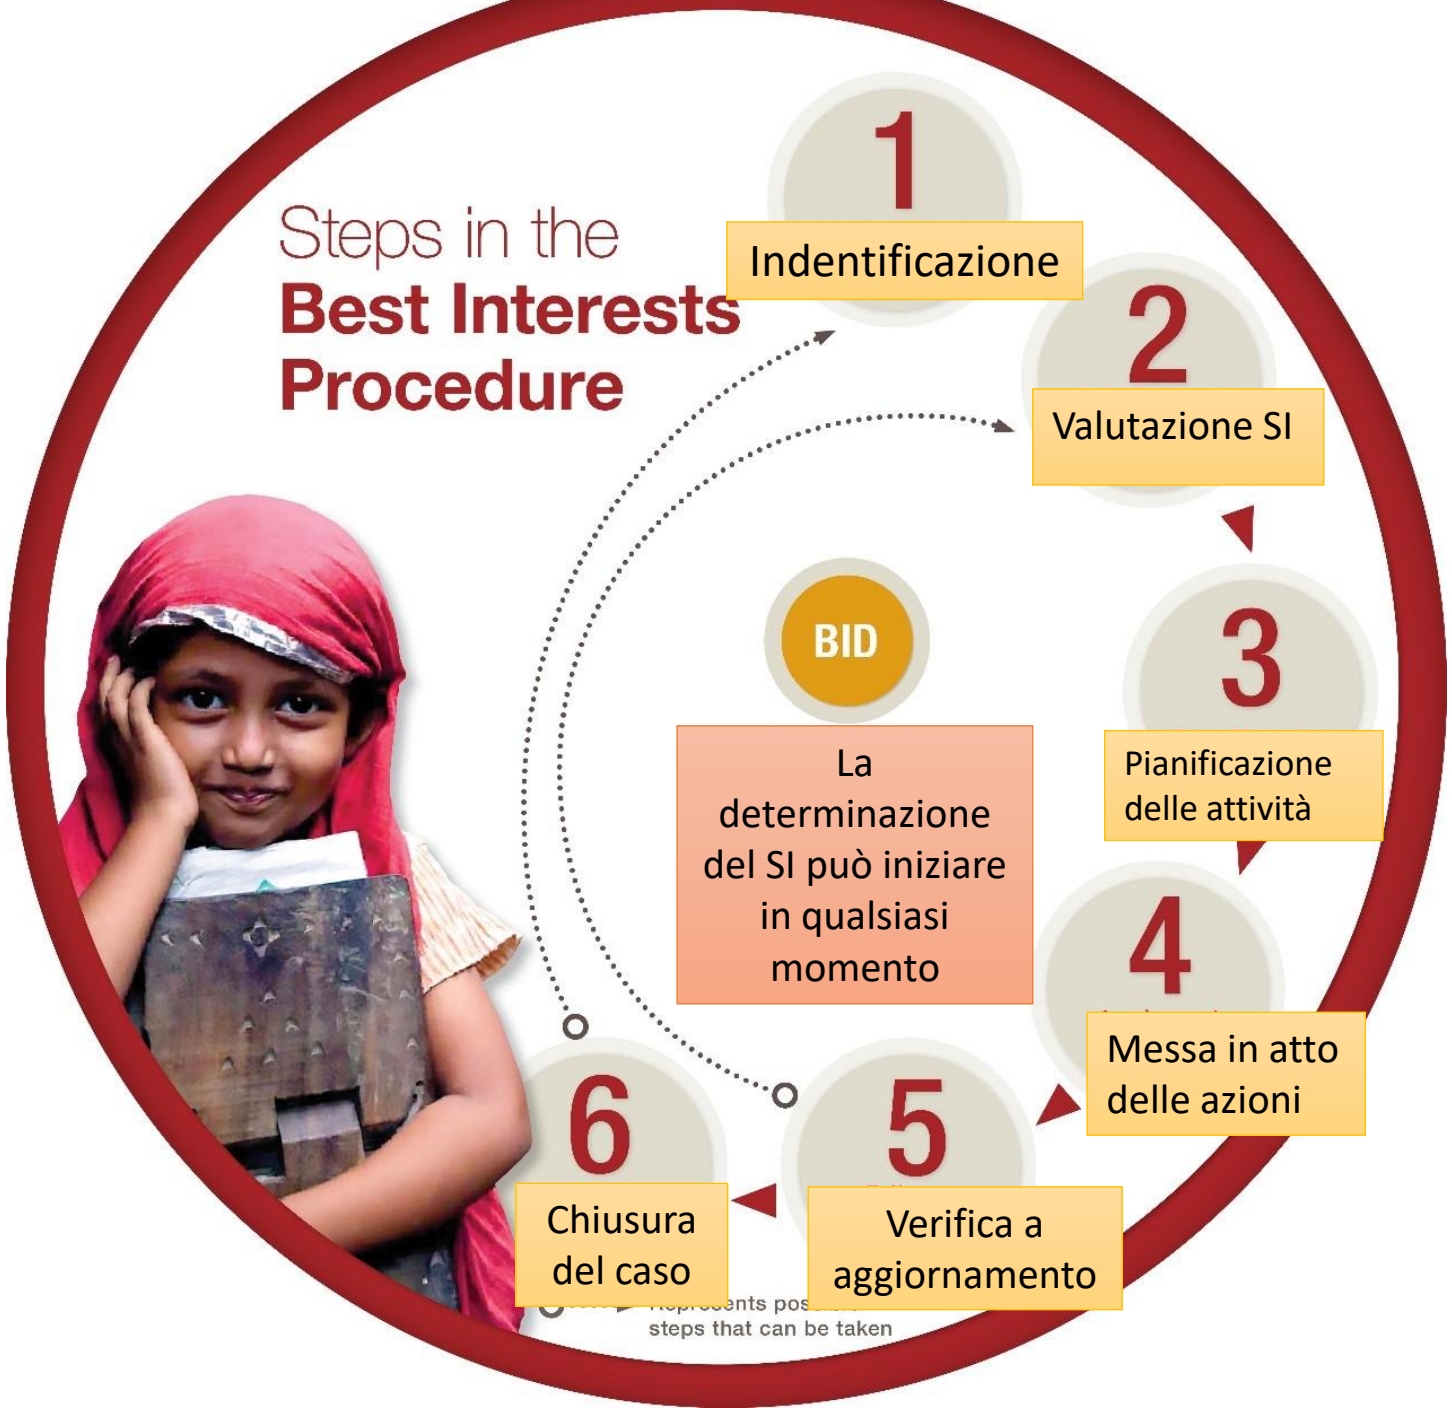 Steps in the
Best Interests
Procedure
1
Indentificazione
2
Valutazione SI
3
Pianificazione
delle attività
BID
La
determinazione
del SI può iniziare
in qualsiasi
momento
4
Messa in atto
delle azioni
5
Verifica a
aggiornamento
6
Chiusura
del caso
steps that can be taken